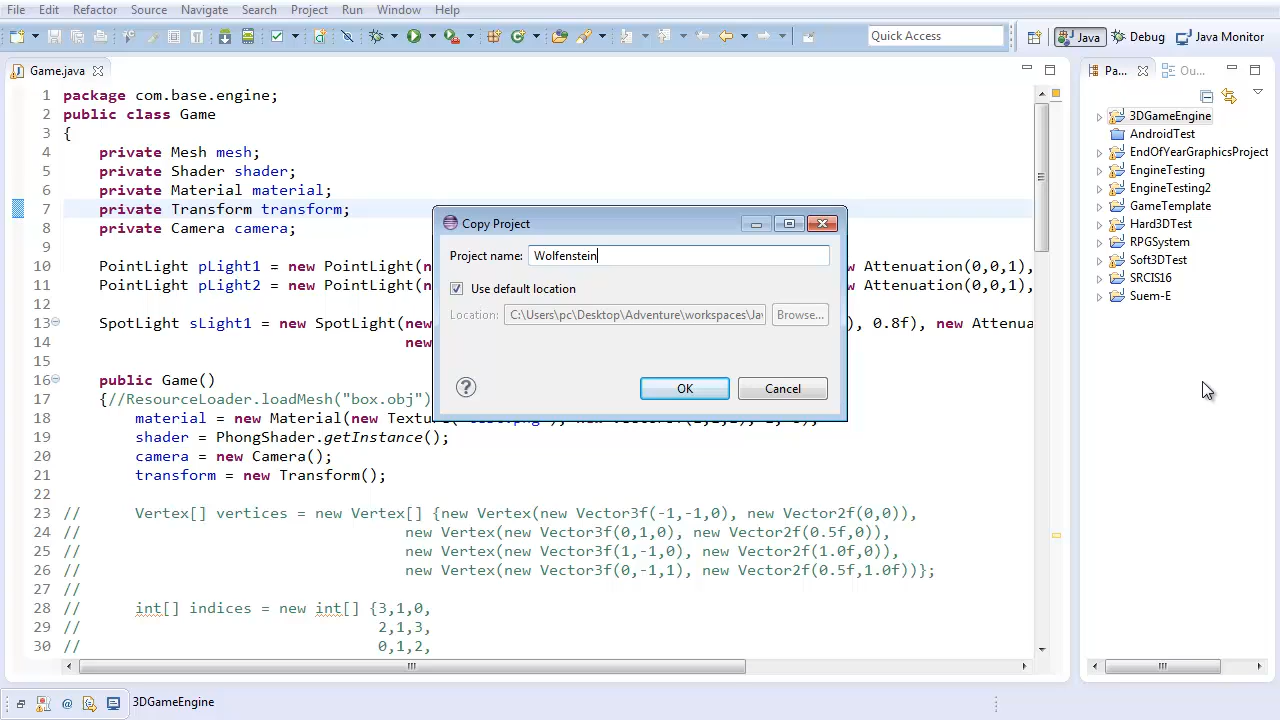 File Edit Refactor Source Navigate Search Project Run Window Help
Quick Access
Java Debug Java Monitor
Game.java
Pa... Ou...
1 package com.base.engine;
2 public class Game
3 {
4 private Mesh mesh;
5 private Shader shader;
6 private Material material;
7 private Transform transform;
8 private Camera camera;
9
10 PointLight pLight1 = new PointLight(n w Attenuation(0,0,1),
11 PointLight pLight2 = new PointLight(n w Attenuation(0,0,1),
12
13 SpotLight sLight1 = new SpotLight(new ), 0.8f), new Attenua
14 new
15
16 public Game()
17 {//ResourceLoader.loadMesh("box.obj")
18 material = new Material(new Textu
19 shader = PhongShader.getInstance();
20 camera = new Camera();
21 transform = new Transform();
22
23 // Vertex[] vertices = new Vertex[] {new Vertex(new Vector3f(-1,-1,0), new Vector2f(0,0)),
24 // new Vertex(new Vector3f(0,1,0), new Vector2f(0.5f,0)),
25 // new Vertex(new Vector3f(1,-1,0), new Vector2f(1.0f,0)),
26 // new Vertex(new Vector3f(0,-1,1), new Vector2f(0.5f,1.0f))};
27 //
28 // int[] indices = new int[] {3,1,0,
29 // 2,1,3,
30 // 0,1,2,
Copy Project
Project name: Wolfenstein
Use default location
Location: C:\Users\pc\Desktop\Adventure\workspaces\Ja Browse...
OK Cancel
3DGameEngine
AndroidTest
EndOfYearGraphicsProject
EngineTesting
EngineTesting2
GameTemplate
Hard3DTest
RPGSystem
Soft3DTest
SRCIS16
Suem-E
3DGameEngine